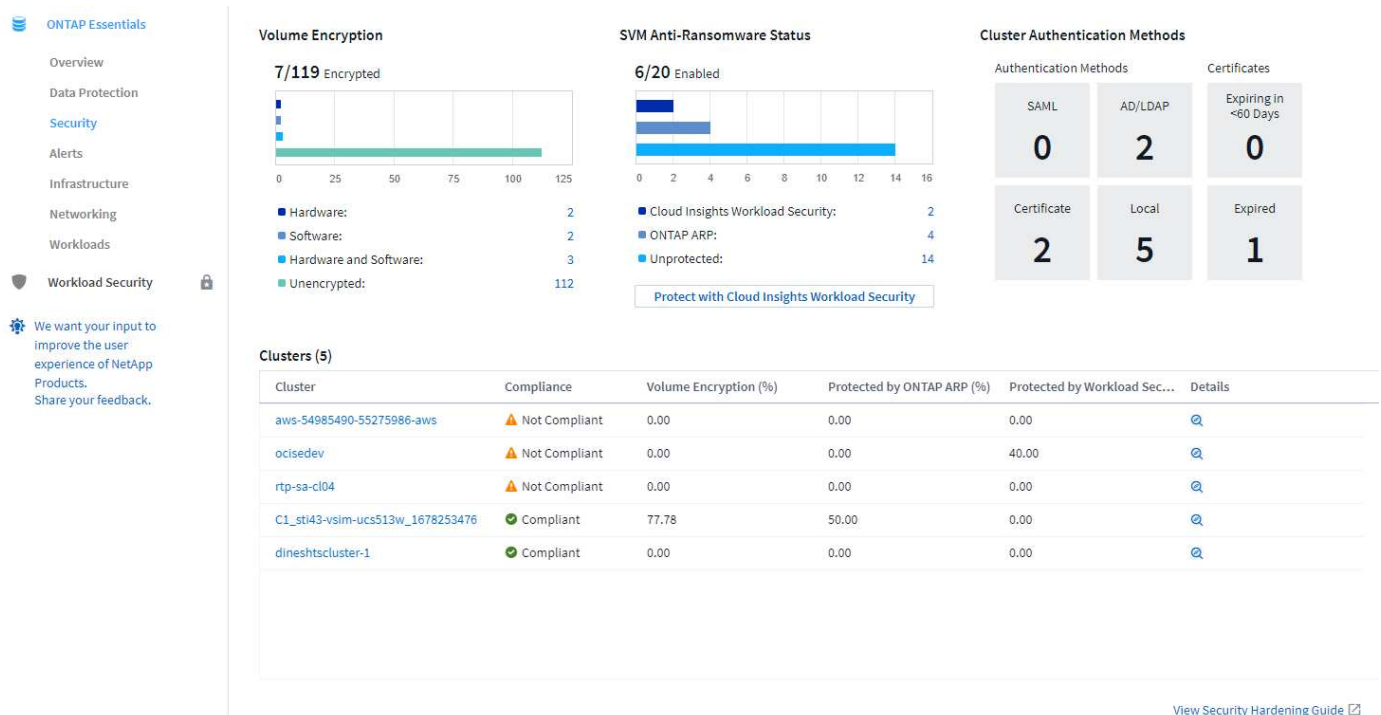 ONTAP Essentials
Overview
Data Protection
Security
Alerts
Infrastructure
Networking
Workloads
Workload Security
We want your input to
improve the user
experience of NetApp
Products.
Share your feedback.
Volume Encryption
7/119 Encrypted
0 25 50 75 100 125
Hardware: 2
Software: 2
Hardware and Software: 3
Unencrypted: 112
SVM Anti-Ransomware Status
6/20 Enabled
0 2 4 6 8 10 12 14 16
Cloud Insights Workload Security: 2
ONTAP ARP: 4
Unprotected: 14
Protect with Cloud Insights Workload Security
Cluster Authentication Methods
Authentication Methods Certificates
SAML AD/LDAP Expiring in
<60 Days
0 2 0
Certificate Local Expired
2 5 1
Clusters (5)
Cluster Compliance Volume Encryption (%) Protected by ONTAP ARP (%) Protected by Workload Sec... Details
aws-54985490-55275986-aws Not Compliant 0.00 0.00 0.00
ocisedev Not Compliant 0.00 0.00 40.00
rtp-sa-cl04 Not Compliant 0.00 0.00 0.00
C1_sti43-vsim-ucs513w_1678253476 Compliant 77.78 50.00 0.00
dineshtscluster-1 Compliant 0.00 0.00 0.00
View Security Hardening Guide